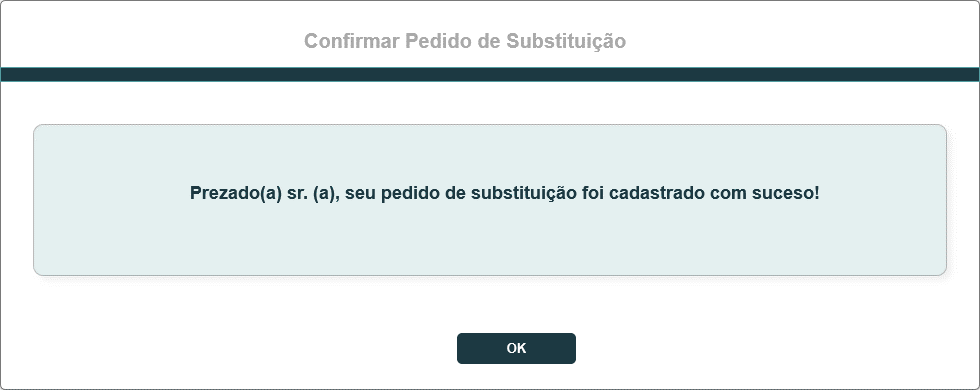 Confirmar Pedido de Substituição
Prezado(a) sr. (a), seu pedido de substituição foi cadastrado com suceso!
OK